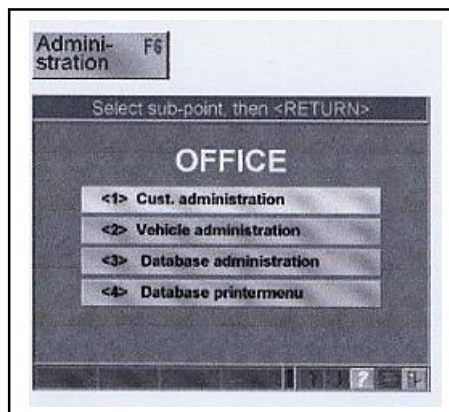 Admini- F6
stration
Select sub-point, then <RETURN>
OFFICE
<1> Cust. administration
<2> Vehicle administration
<3> Database administration
<4> Database printermenu
?